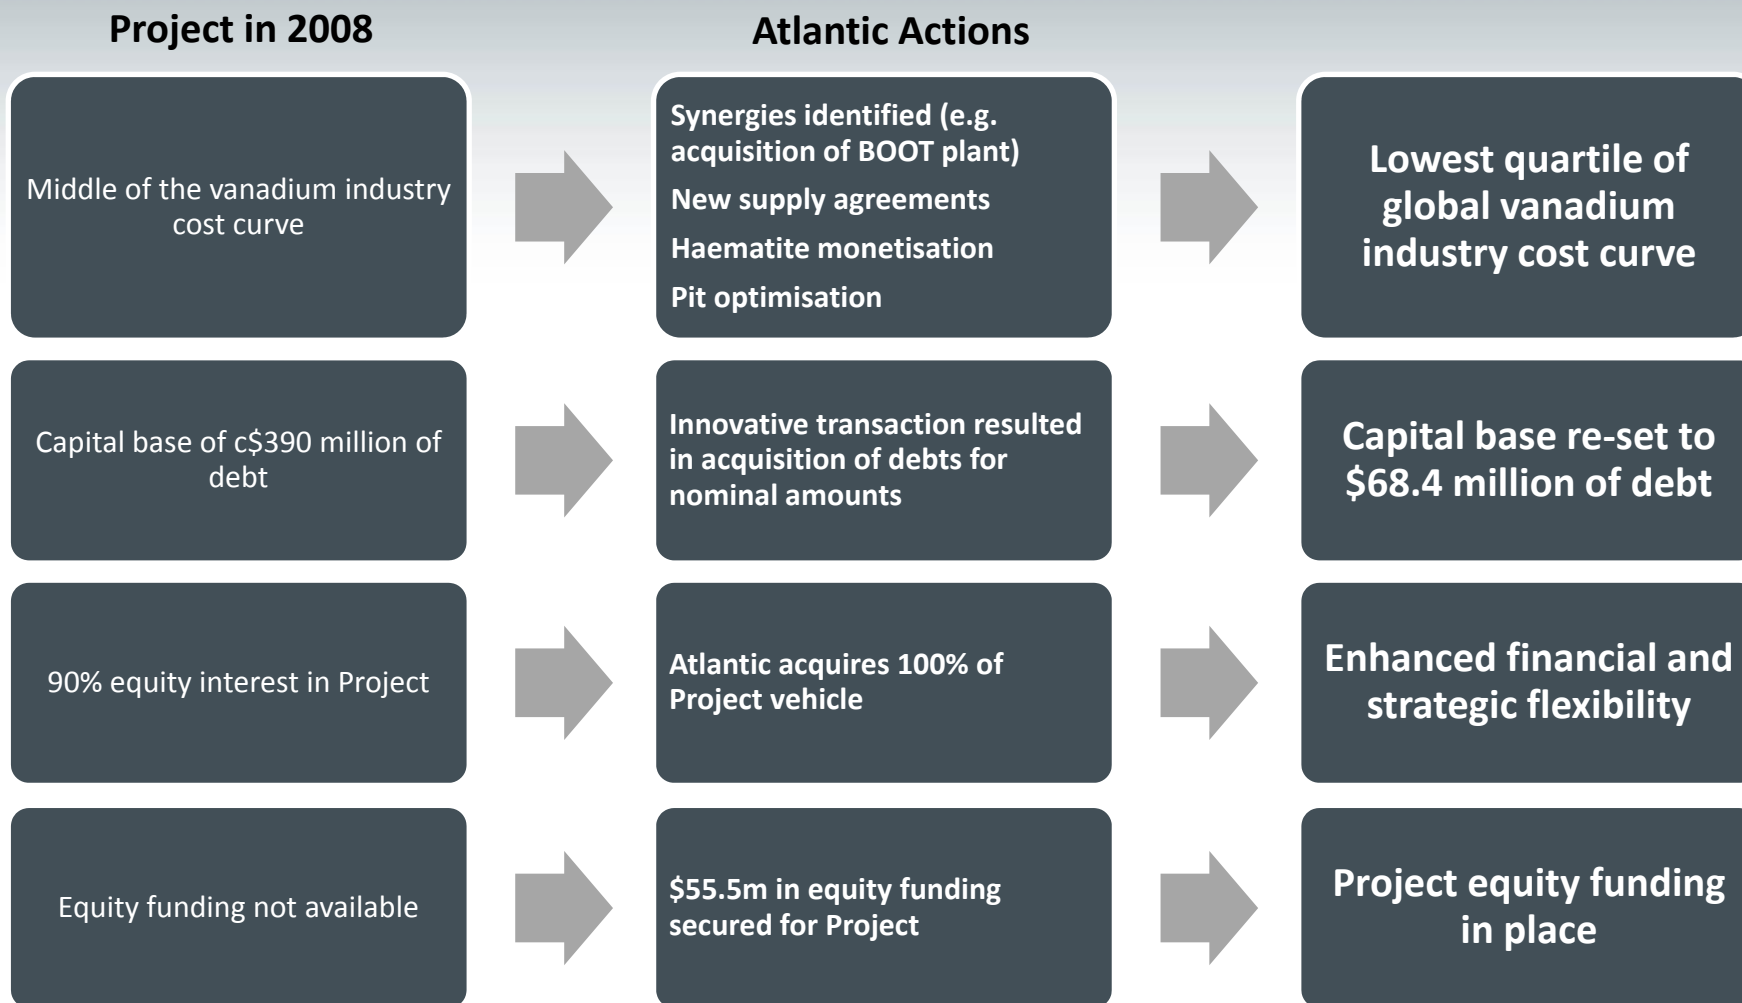 Project in 2008
Atlantic Actions
Middle of the vanadium industry
cost curve
Synergies identified (e.g.
acquisition of BOOT plant)
New supply agreements
Haematite monetisation
Pit optimisation
Lowest quartile of
global vanadium
industry cost curve
Capital base of c$390 million of
debt
Innovative transaction resulted
in acquisition of debts for
nominal amounts
Capital base re-set to
$68.4 million of debt
90% equity interest in Project
Atlantic acquires 100% of
Project vehicle
Enhanced financial and
strategic flexibility
Equity funding not available
$55.5m in equity funding
secured for Project
Project equity funding
in place